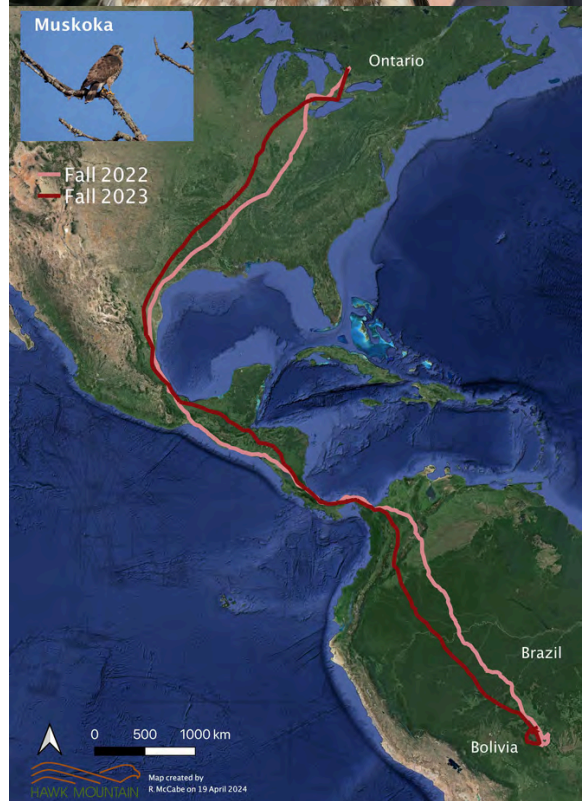 Muskoka
Ontario
Fall 2022
Fall 2023
Brazil
Bolivia
0 500 1000 km
Map created by
R McCabe on 19 April 2024
HAWK MOUNTAIN